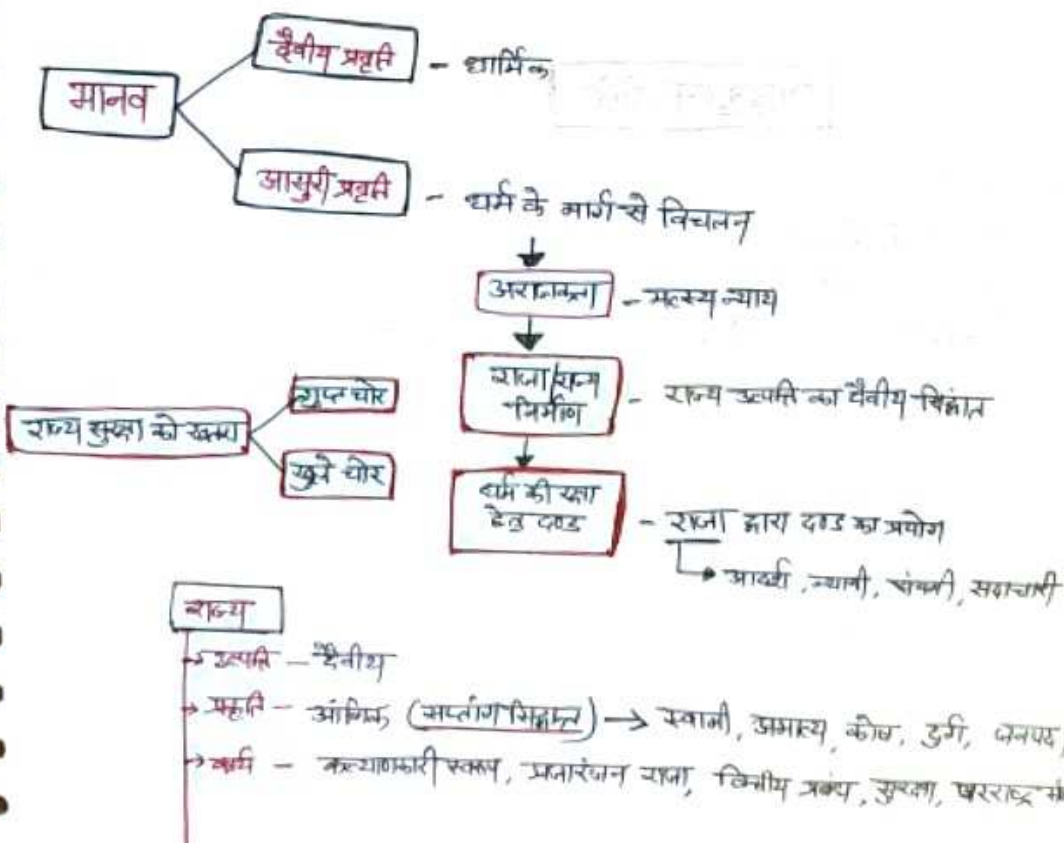 मानव
दैवीय प्रवृत्ति - धार्मिक
आसुरी प्रवृत्ति - धर्म के मार्ग से विचलन
अराजकता - मत्स्य न्याय
राजा/राज्य निर्माण - राज्य उत्पत्ति का दैवीय सिद्धांत
राज्य सुरक्षा को खतरा
गुप्त चोर
खुले चोर
धर्म की रक्षा
हेतु दण्ड - राजा द्वारा दण्ड का प्रयोग
आदर्श, न्यायी, संयमी, सदाचारी
राज्य
उत्पत्ति - दैवीय
प्रकृति - आंगिक (सप्तांग सिद्धान्त) → स्वामी, अमात्य, कोष, दुर्ग, जनपद,
कार्य - कल्याणकारी स्वरूप, प्रजारंजन राजा, वित्तीय प्रबंध, सुरक्षा, परराष्ट्र